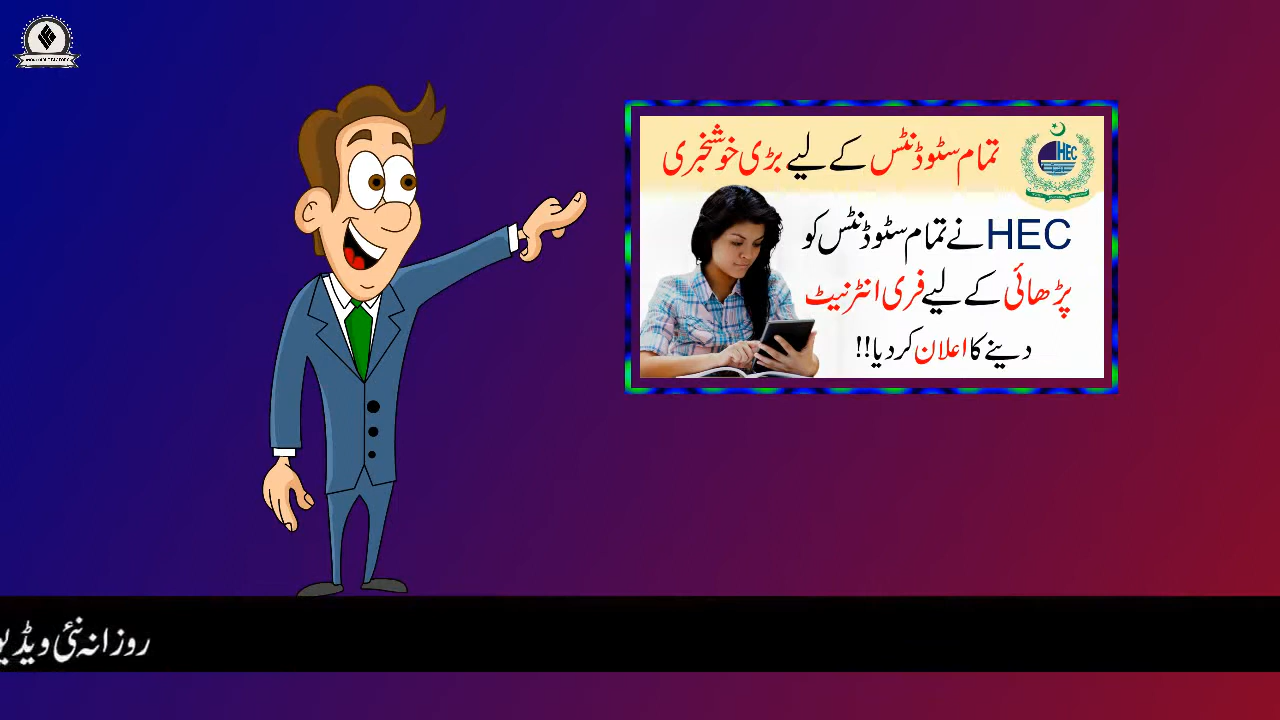 تمام سٹوڈنٹس کے لیے بڑی خوشخبری
HEC
HEC نے تمام سٹوڈنٹس کو
پڑھائی کے لیے فری انٹرنیٹ
دینے کا اعلان کر دیا!!
روزانہ نئی ویڈیو